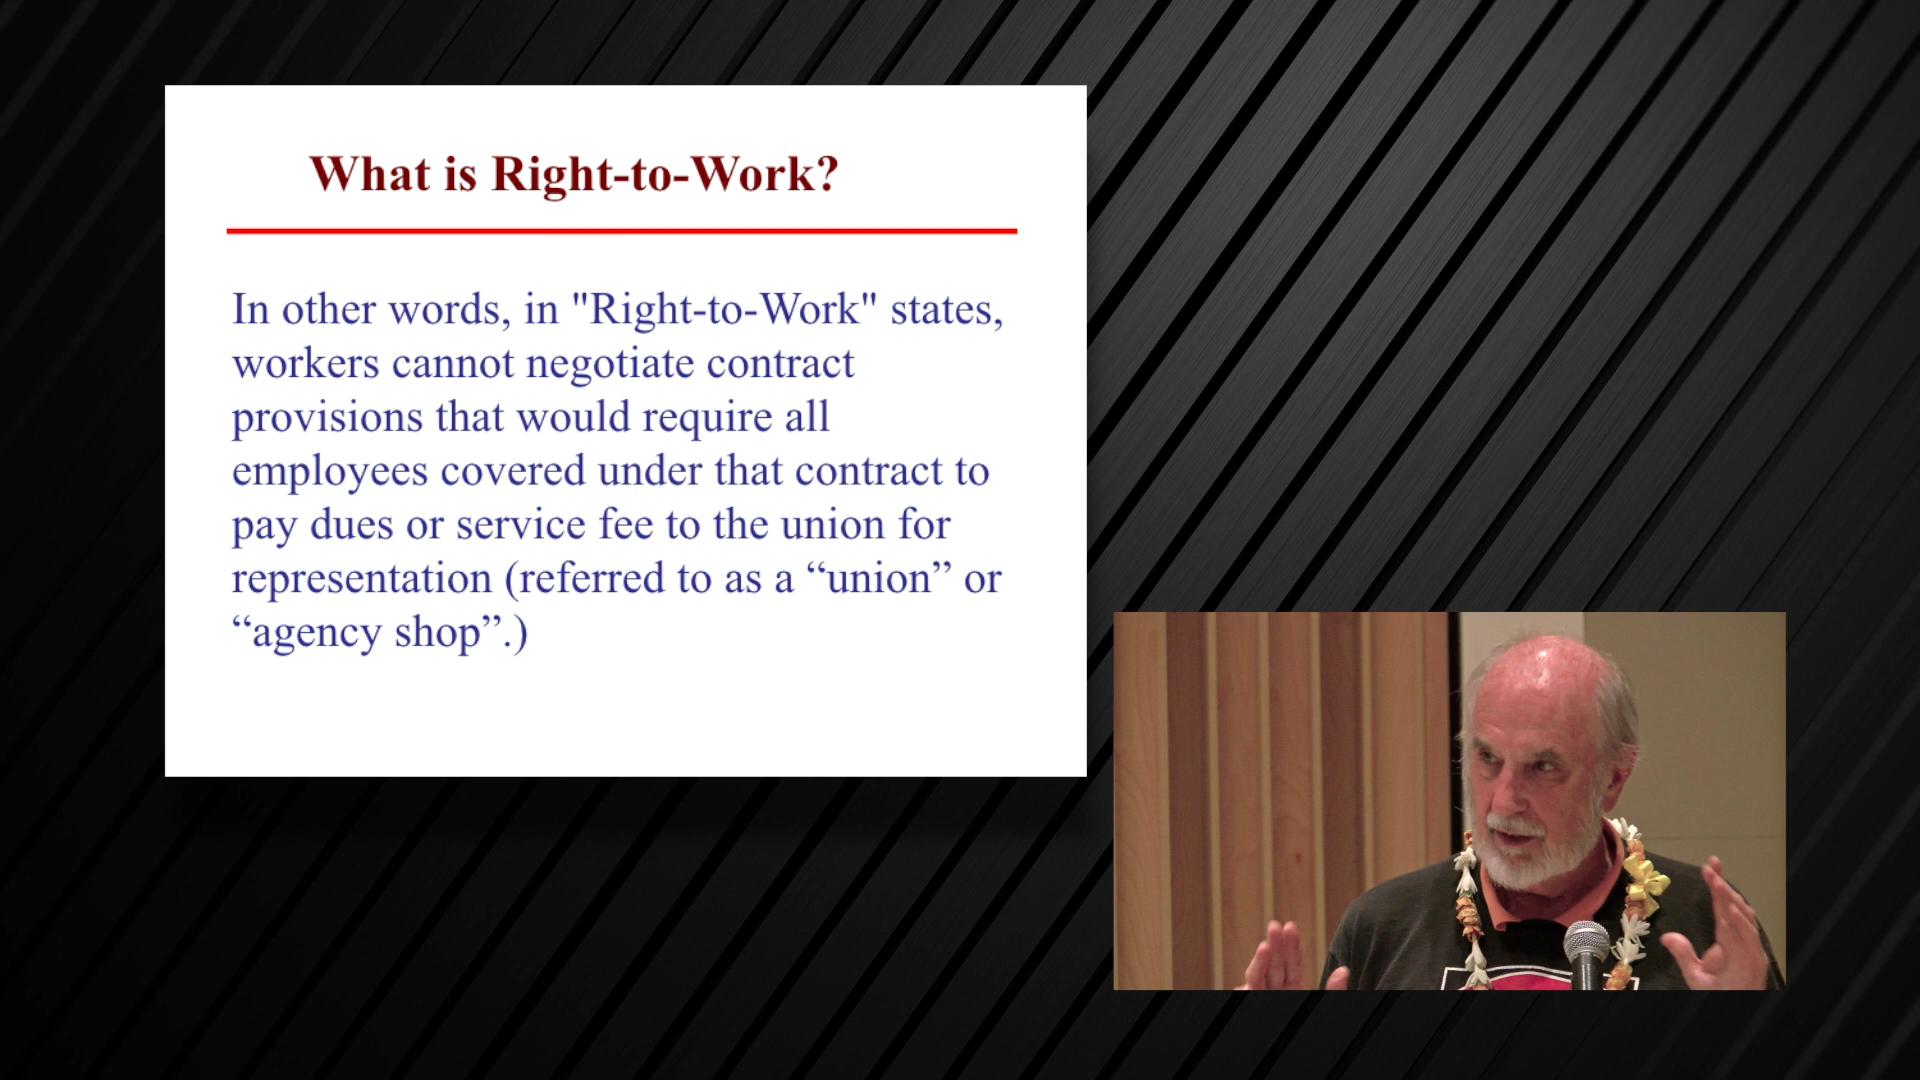 What is Right-to-Work?
In other words, in "Right-to-Work" states,
workers cannot negotiate contract
provisions that would require all
employees covered under that contract to
pay dues or service fee to the union for
representation (referred to as a “union” or
“agency shop”.)